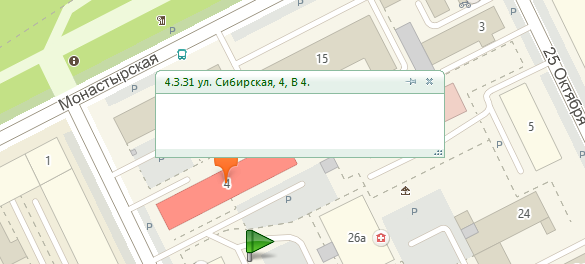 P
3
15
P
Монастырская
P
25 Октября
4.3.31 ул. Сибирская, 4, В 4.
5
1
P
4
P
24
P
26а
P